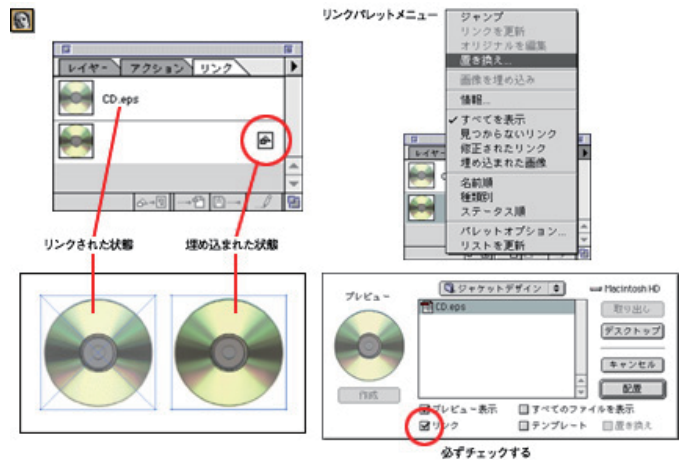 リンクパレットメニュー
レイヤー アクション リンク
CD.eps
リンクされた状態
埋め込まれた状態
ジャンプ
リンクを更新
オリジナルを編集
置き換え...
画像を埋め込み
情報...
✓すべてを表示
見つからないリンク
修正されたリンク
埋め込まれた画像
名前順
種類別
ステータス順
パレットオプション...
リストを更新
レイヤー
プレビュー
作成
ジャケットデザイン
Macintosh HD
CD.eps
取り出し
デスクトップ
キャンセル
配置
プレビュー表示
すべてのファイルを表示
リンク
テンプレート
置き換え
必ずチェックする